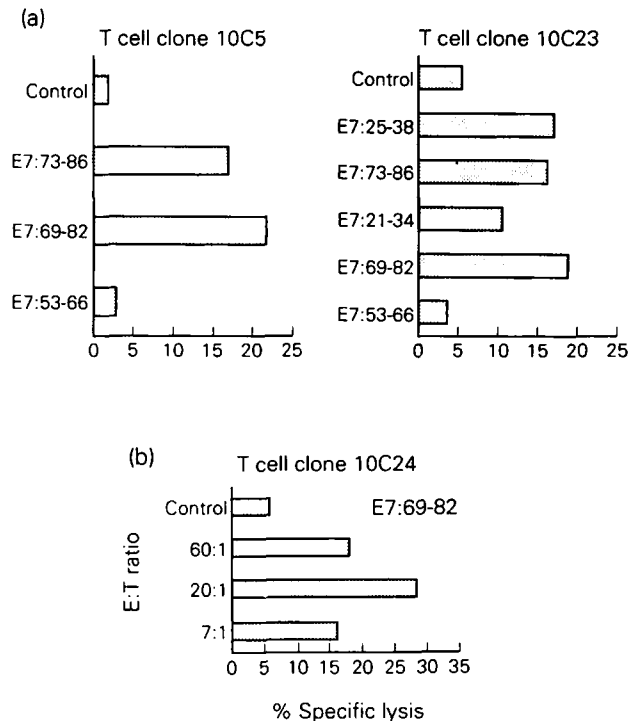 (a)
T cell clone 10C5
Control
E7:73-86
E7:69-82
E7:53-66
0 5 10 15 20 25
T cell clone 10C23
Control
E7:25-38
E7:73-86
E7:21-34
E7:69-82
E7:53-66
0 5 10 15 20 25
(b)
T cell clone 10C24
E7:69-82
E:T ratio
Control
60:1
20:1
7:1
0 5 10 15 20 25 30 35
% Specific lysis